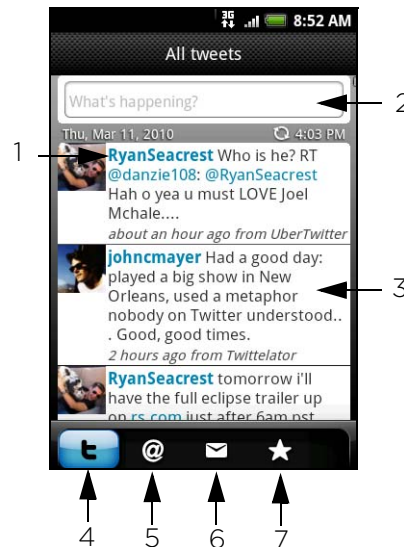 3G 8:52 AM
All tweets
What's happening?
2
Thu, Mar 11, 2010 4:03 PM
1
RyanSeacrest Who is he? RT
@danzie108: @RyanSeacrest
Hah o yea u must LOVE Joel
Mchale....
about an hour ago from UberTwitter
johncmayer Had a good day:
played a big show in New
Orleans, used a metaphor
nobody on Twitter understood..
. Good, good times.
3
2 hours ago from Twittelator
RyanSeacrest tomorrow i'll
have the full eclipse trailer up
on rs.com just after 6am pst
t @
4 5 6 7